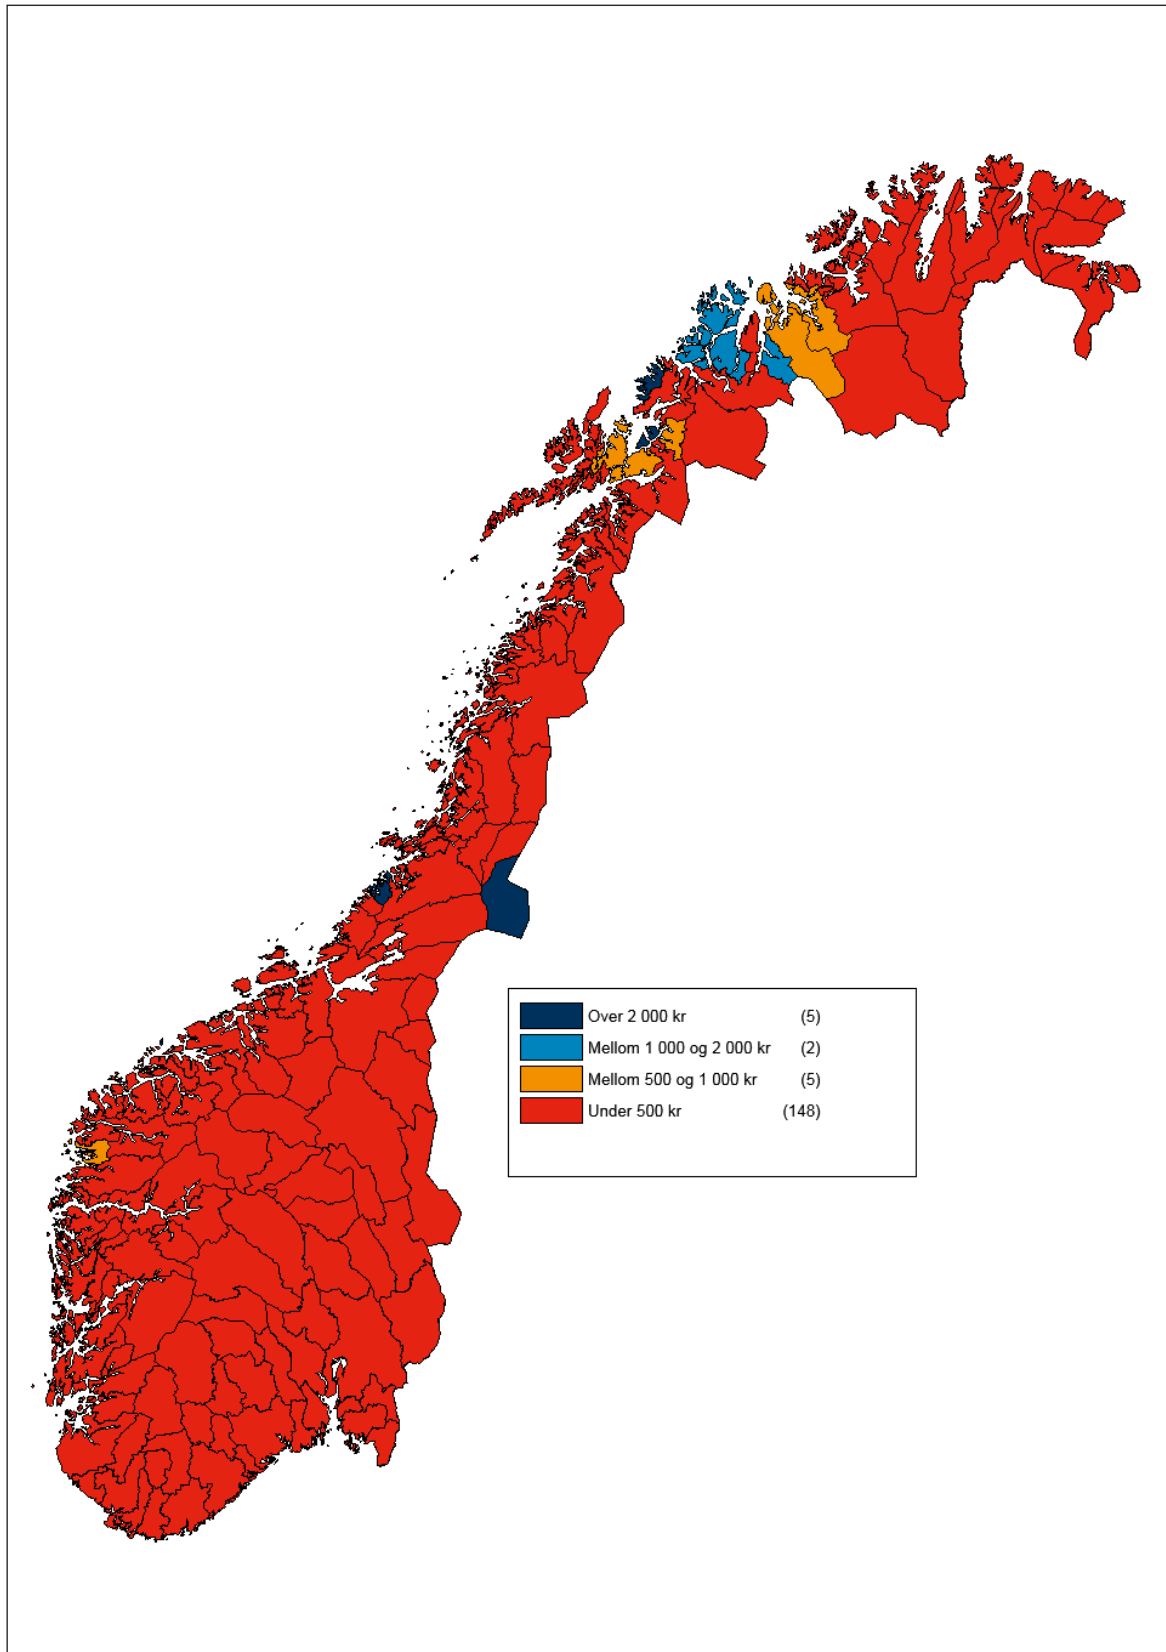 Over 2 000 kr (5)
Mellom 1 000 og 2 000 kr (2)
Mellom 500 og 1 000 kr (5)
Under 500 kr (148)